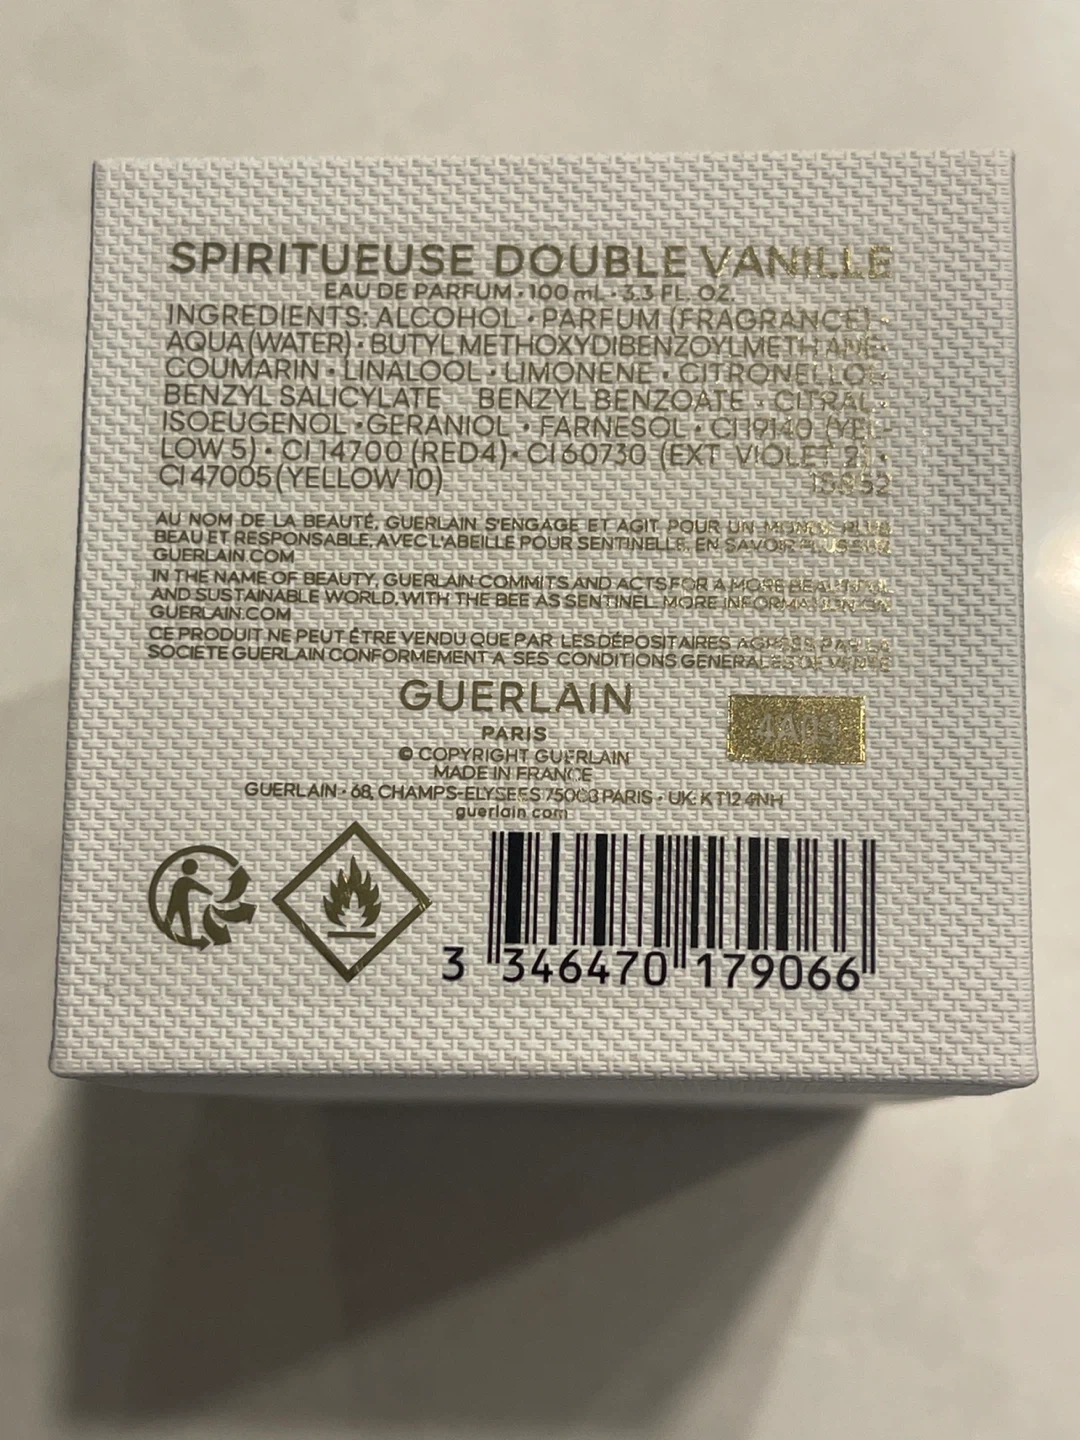 SPIRITUEUSE DOUBLE VANILLE
EAU DE PARFUM · 100 mL · 3.3 FL. OZ.
INGREDIENTS: ALCOHOL · PARFUM (FRAGRANCE) ·
AQUA (WATER) · BUTYL METHOXYDIBENZOYLMETHANE ·
COUMARIN · LINALOOL · LIMONENE · CITRONELLOL ·
BENZYL SALICYLATE BENZYL BENZOATE · CITRAL ·
ISOEUGENOL · GERANIOL · FARNESOL · CI 19140 (YEL-
LOW 5) · CI 14700 (RED4) · CI 60730 (EXT VIOLET 2) ·
CI 47005 (YELLOW 10)
AU NOM DE LA BEAUTÉ, GUERLAIN S'ENGAGE ET AGIT POUR UN MONDE PLUS
BEAU ET RESPONSABLE, AVEC L'ABEILLE POUR SENTINELLE. EN SAVOIR PLUS SUR
GUERLAIN.COM
IN THE NAME OF BEAUTY, GUERLAIN COMMITS AND ACTS FOR A MORE BEAUTIFUL
AND SUSTAINABLE WORLD, WITH THE BEE AS SENTINEL. MORE INFORMATION ON
GUERLAIN.COM
CE PRODUIT NE PEUT ÊTRE VENDU QUE PAR LES DÉPOSITAIRES AGRÉÉS PAR LA
SOCIETE GUERLAIN CONFORMEMENT A SES CONDITIONS GENERALES DE VENTE
GUERLAIN
PARIS
© COPYRIGHT GUERLAIN
MADE IN FRANCE
GUERLAIN · 68, CHAMPS-ELYSEES 75008 PARIS · UK: KT12 4NH
guerlain.com
3 346470 179066